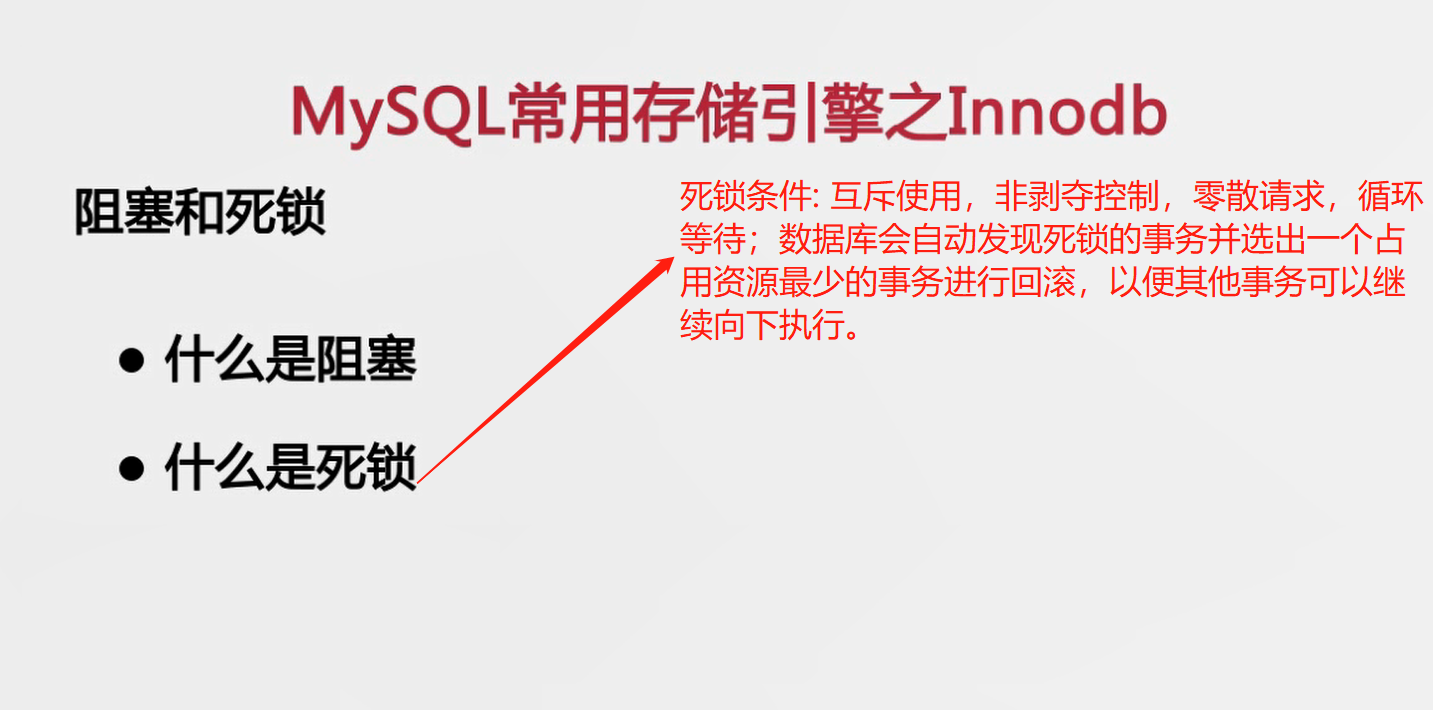 MySQL常用存储引擎之Innodb
阻塞和死锁
● 什么是阻塞
● 什么是死锁
死锁条件: 互斥使用，非剥夺控制，零散请求，循环
等待；数据库会自动发现死锁的事务并选出一个占
用资源最少的事务进行回滚，以便其他事务可以继
续向下执行。